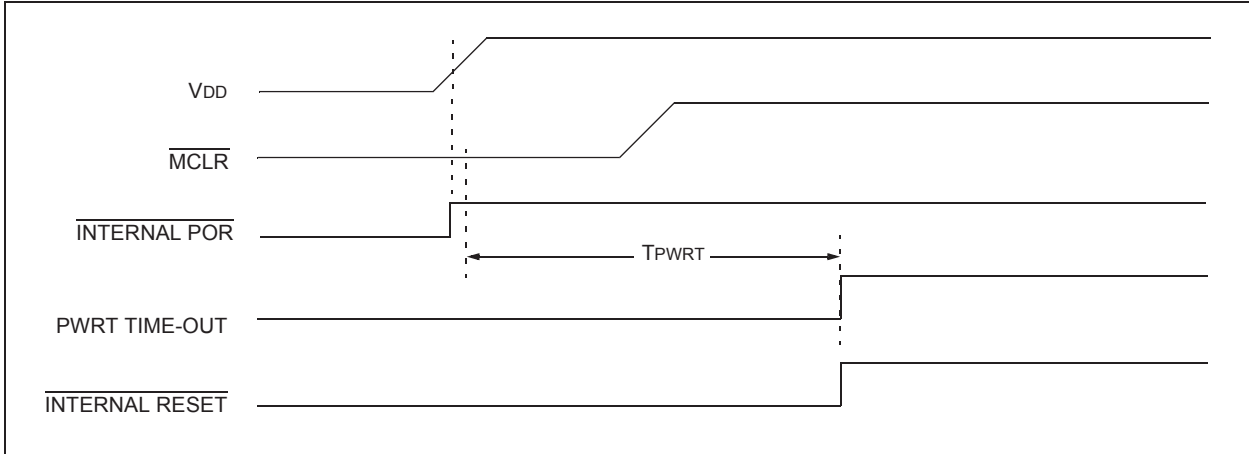 VDD
MCLR
INTERNAL POR
TPWRT
PWRT TIME-OUT
INTERNAL RESET